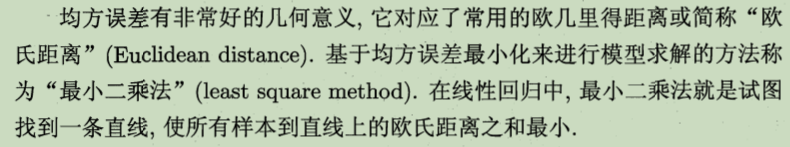 均方误差有非常好的几何意义, 它对应了常用的欧几里得距离或简称“欧
氏距离” (Euclidean distance). 基于均方误差最小化来进行模型求解的方法称
为“最小二乘法” (least square method). 在线性回归中, 最小二乘法就是试图
找到一条直线, 使所有样本到直线上的欧氏距离之和最小.